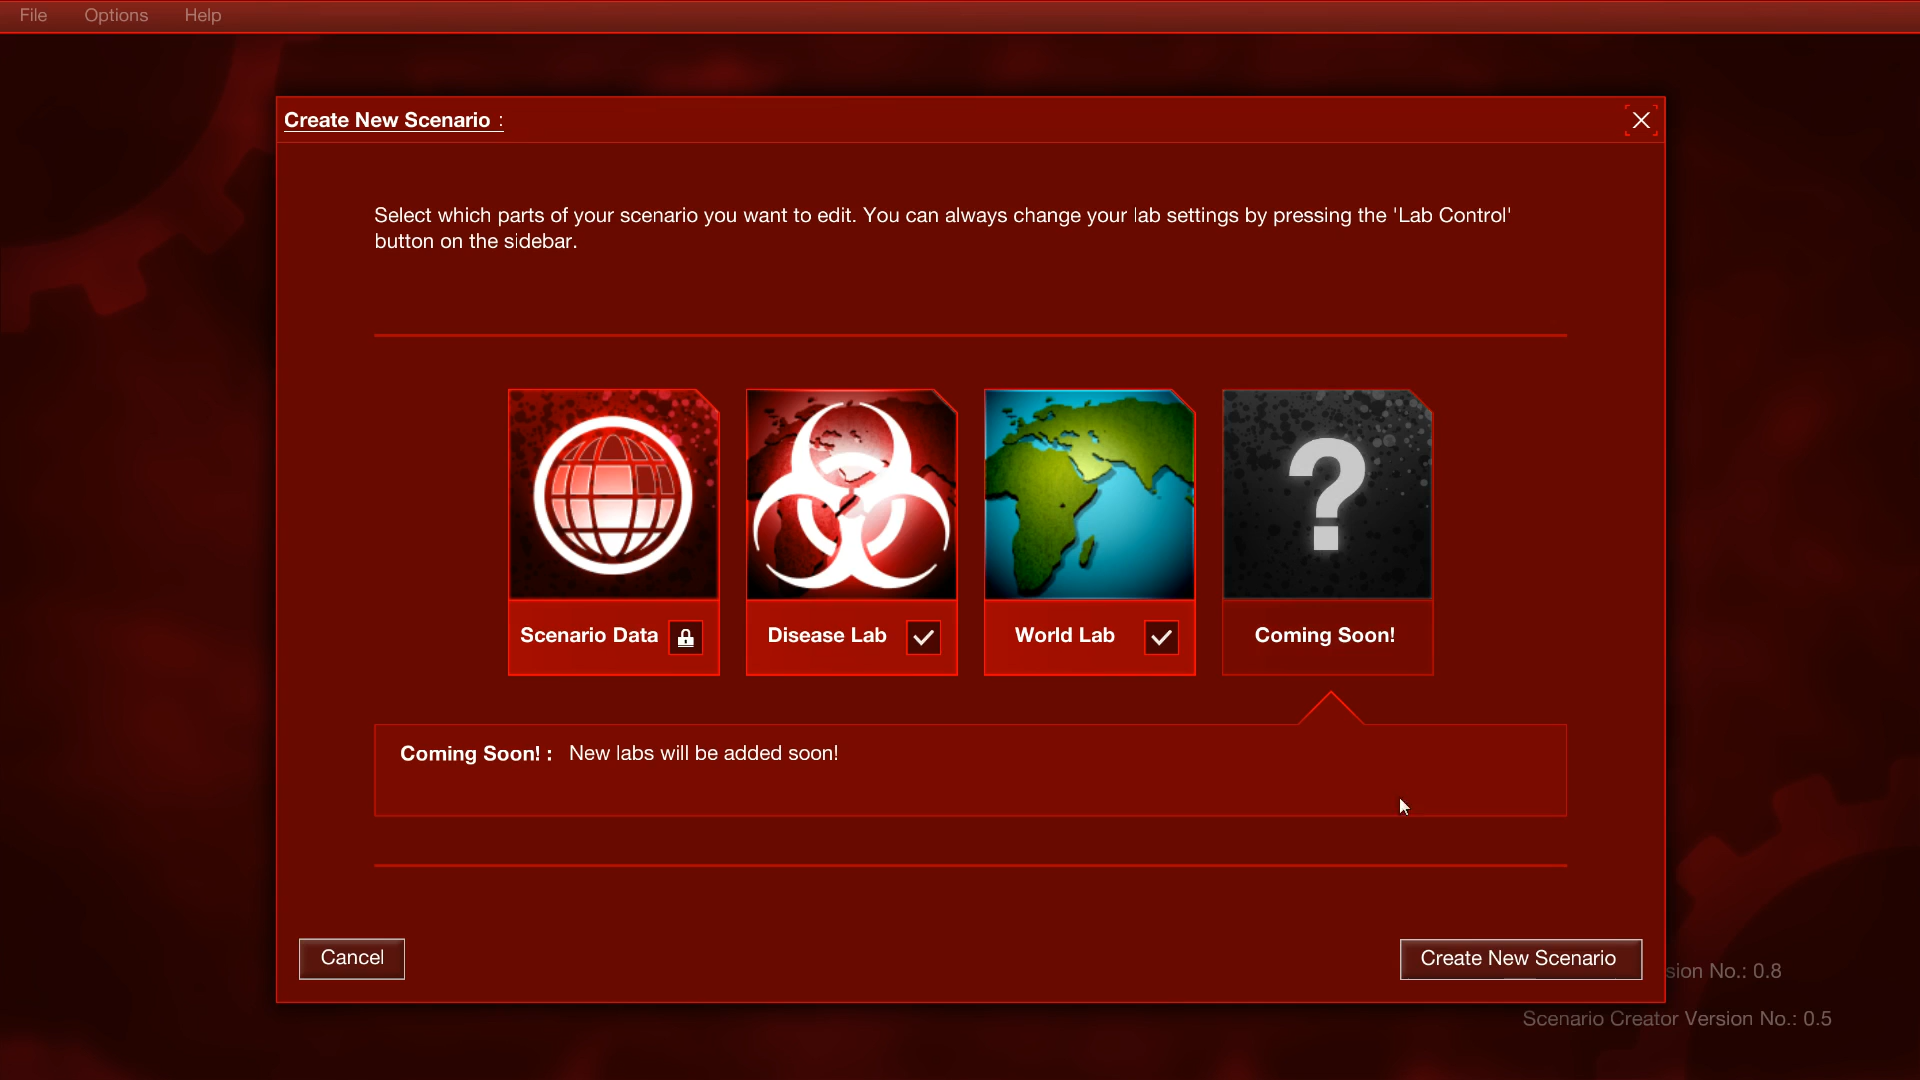 File Options Help
Create New Scenario :
Select which parts of your scenario you want to edit. You can always change your lab settings by pressing the 'Lab Control'
button on the sidebar.
Scenario Data
Disease Lab
World Lab
Coming Soon!
Coming Soon! : New labs will be added soon!
Cancel
Create New Scenario
sion No.: 0.8
Scenario Creator Version No.: 0.5